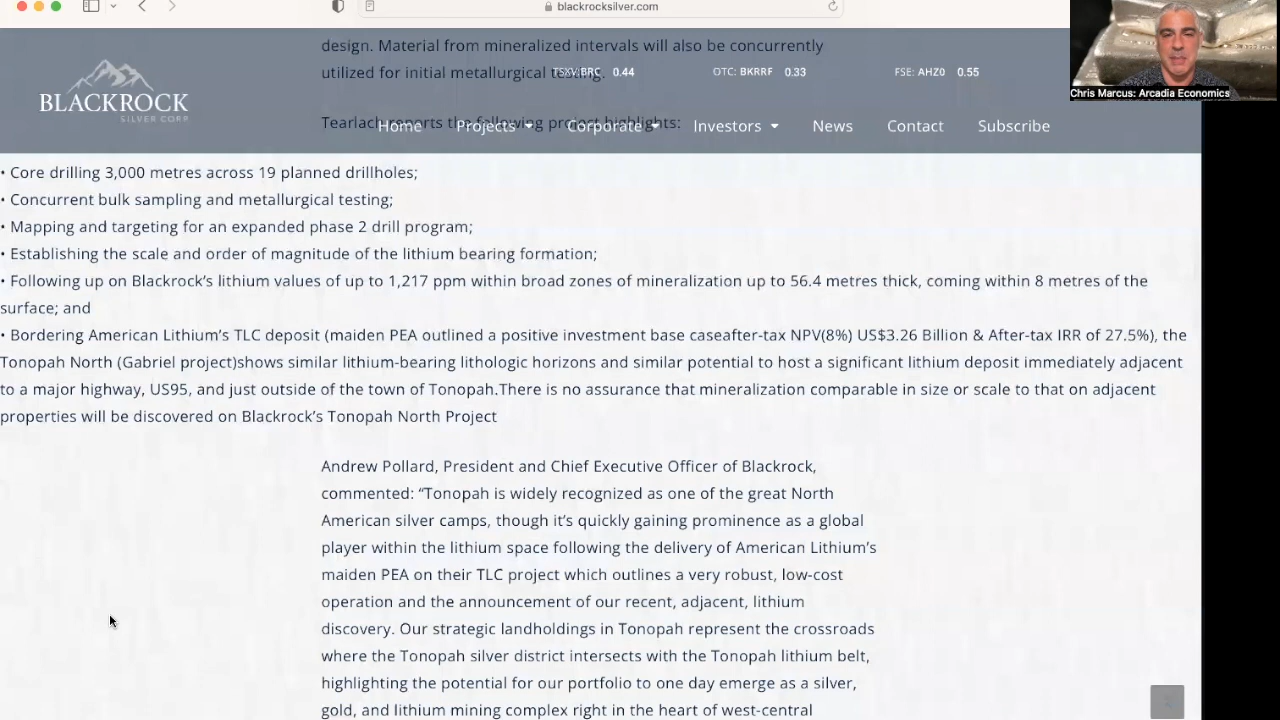 blackrocksilver.com
design. Material from mineralized intervals will also be concurrently
utilized for initial metallurgical testing.
BRC 0.44 OTC: BKRRF 0.33 FSE: AHZ0 0.55
BLACKROCK
SILVER CORP
Tearlach reports the following project highlights:
Home Projects Corporate Investors News Contact Subscribe
Chris Marcus: Arcadia Economics
• Core drilling 3,000 metres across 19 planned drillholes;
• Concurrent bulk sampling and metallurgical testing;
• Mapping and targeting for an expanded phase 2 drill program;
• Establishing the scale and order of magnitude of the lithium bearing formation;
• Following up on Blackrock’s lithium values of up to 1,217 ppm within broad zones of mineralization up to 56.4 metres thick, coming within 8 metres of the
surface; and
• Bordering American Lithium’s TLC deposit (maiden PEA outlined a positive investment base caseafter-tax NPV(8%) US$3.26 Billion & After-tax IRR of 27.5%), the
Tonopah North (Gabriel project)shows similar lithium-bearing lithologic horizons and similar potential to host a significant lithium deposit immediately adjacent
to a major highway, US95, and just outside of the town of Tonopah.There is no assurance that mineralization comparable in size or scale to that on adjacent
properties will be discovered on Blackrock’s Tonopah North Project
Andrew Pollard, President and Chief Executive Officer of Blackrock,
commented: “Tonopah is widely recognized as one of the great North
American silver camps, though it’s quickly gaining prominence as a global
player within the lithium space following the delivery of American Lithium’s
maiden PEA on their TLC project which outlines a very robust, low-cost
operation and the announcement of our recent, adjacent, lithium
discovery. Our strategic landholdings in Tonopah represent the crossroads
where the Tonopah silver district intersects with the Tonopah lithium belt,
highlighting the potential for our portfolio to one day emerge as a silver,
gold, and lithium mining complex right in the heart of west-central